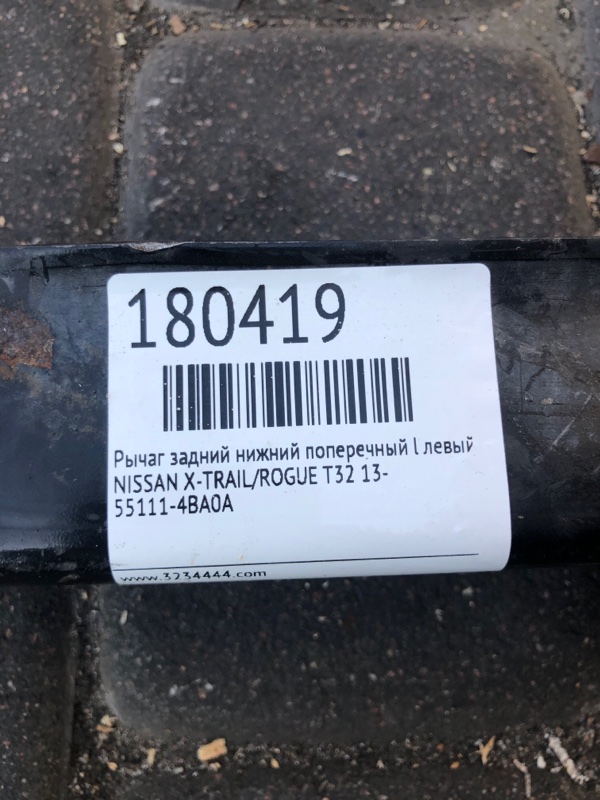 180419
Рычаг задний нижний поперечный l левый
NISSAN X-TRAIL/ROGUE T32 13-
55111-4BA0A
www.3234444.com